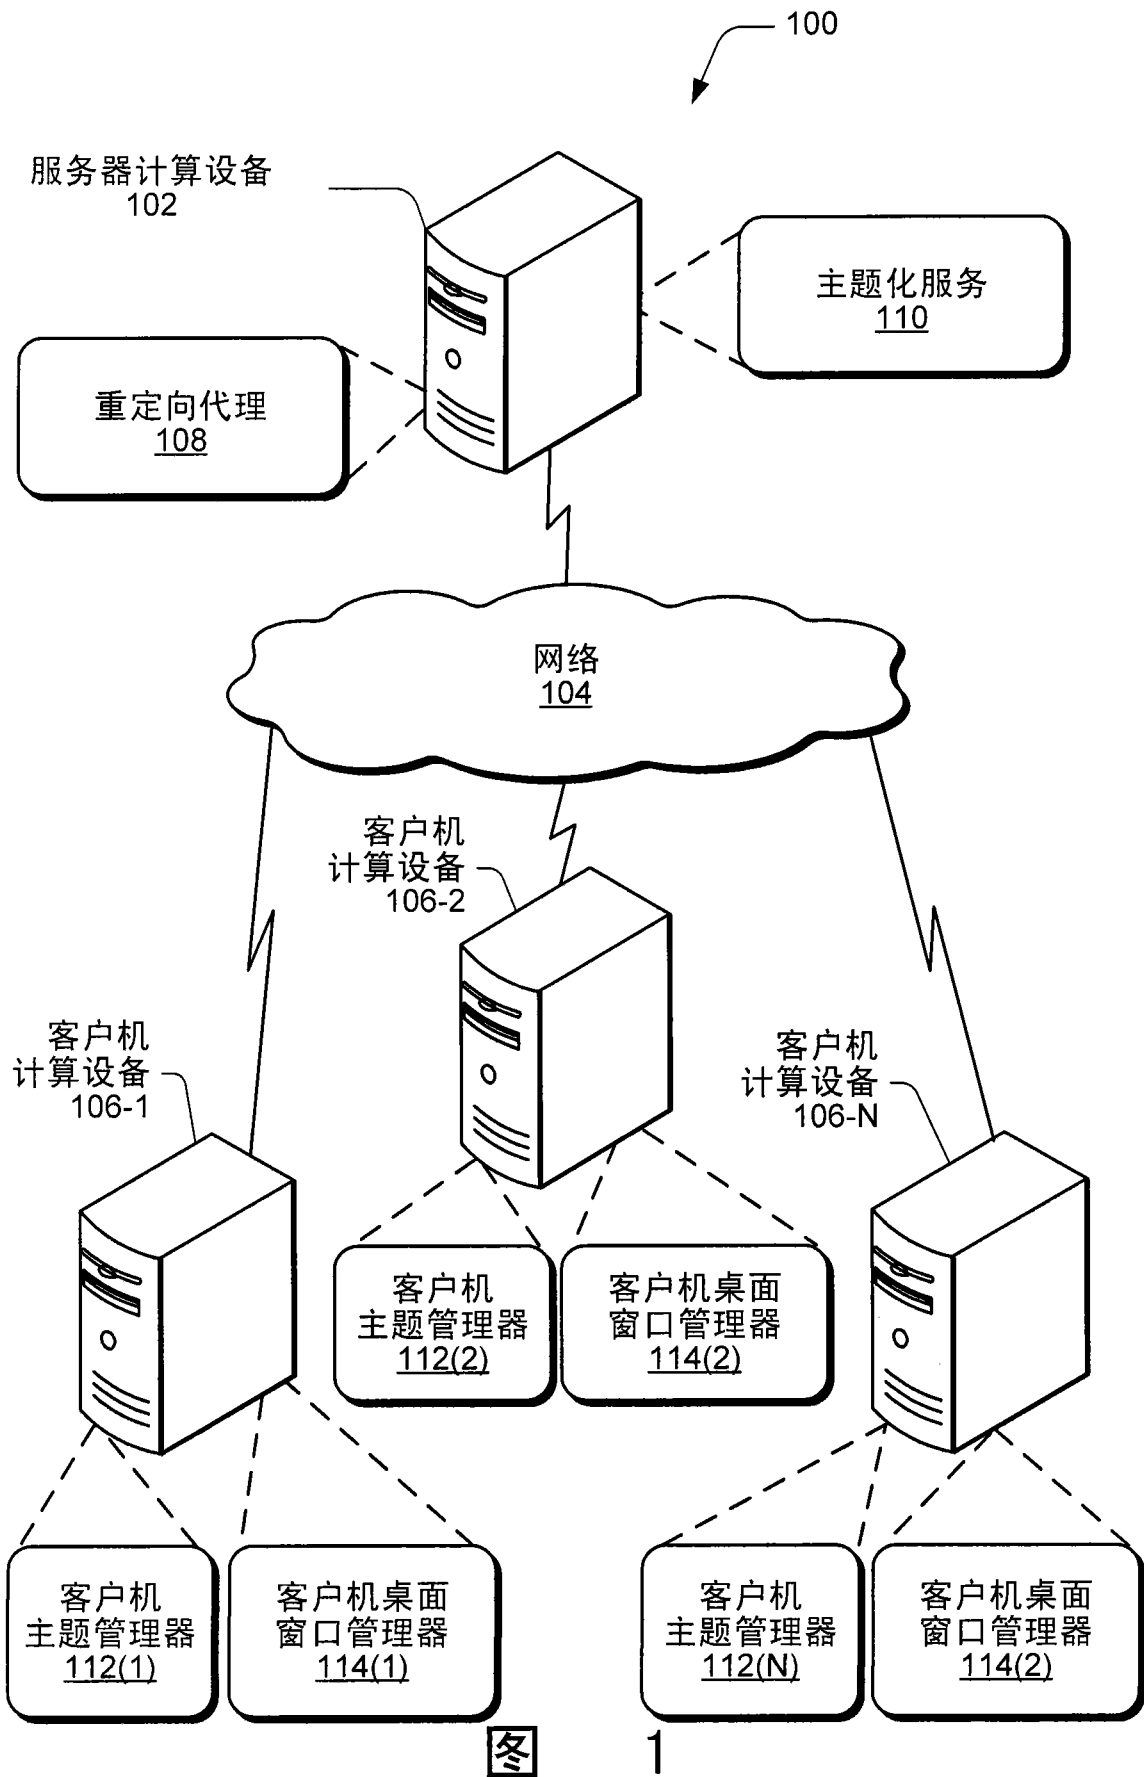 100
服务器计算设备
102
主题化服务
110
重定向代理
108
网络
104
客户机
计算设备
106-2
客户机
计算设备
106-1
客户机
计算设备
106-N
客户机
主题管理器
112(2)
客户机桌面
窗口管理器
114(2)
客户机
主题管理器
112(1)
客户机桌面
窗口管理器
114(1)
客户机
主题管理器
112(N)
客户机桌面
窗口管理器
114(2)
图 1